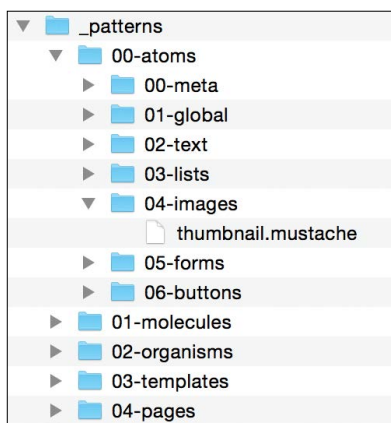 _patterns
00-atoms
00-meta
01-global
02-text
03-lists
04-images
thumbnail.mustache
05-forms
06-buttons
01-molecules
02-organisms
03-templates
04-pages